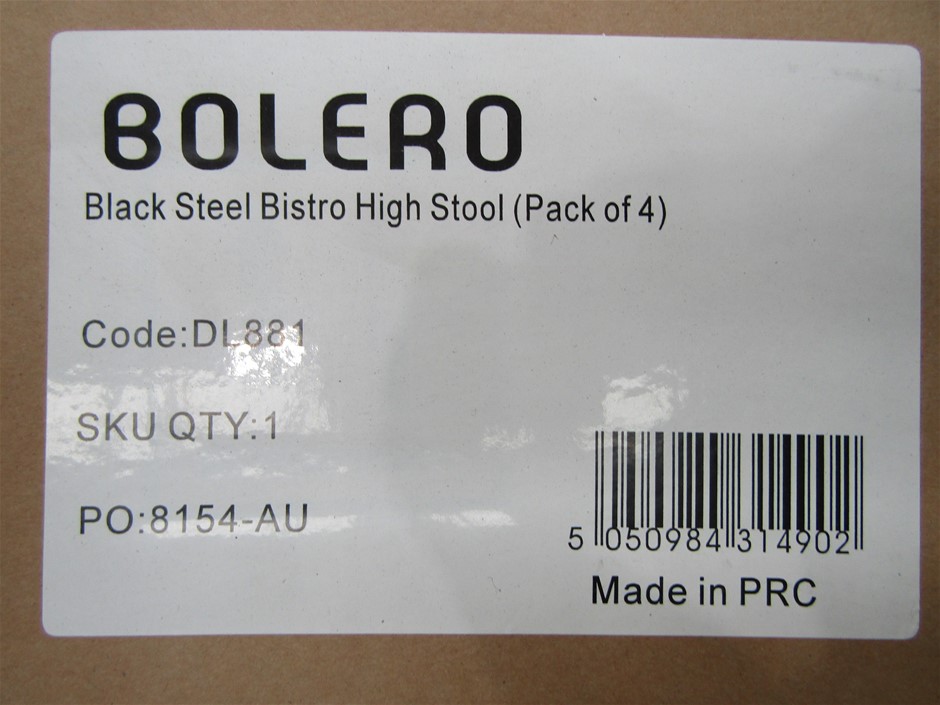 BOLERO
Black Steel Bistro High Stool (Pack of 4)
Code:DL881
SKU QTY:1
PO:8154-AU
5 050984 314902
Made in PRC